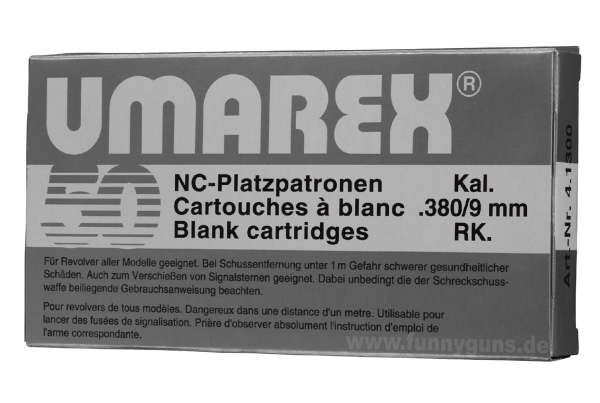 UMAREX®
50
NC-Platzpatronen Kal.
Cartouches à blanc .380/9 mm
Blank cartridges RK.
Für Revolver aller Modelle geeignet. Bei Schussentfernung unter 1 m Gefahr schwerer gesundheitlicher
Schäden. Auch zum Verschießen von Signalsternen geeignet. Dabei unbedingt die der Schreckschuss-
waffe beiliegende Gebrauchsanweisung beachten.
Pour revolvers de tous modèles. Dangereux dans une distance d'un metre. Utilisable pour
lancer des fusées de signalisation. Prière d'observer absolument l'instruction d'emploi de
l'arme correspondante.
Art.-Nr. 4.1300
www.funnyguns.de